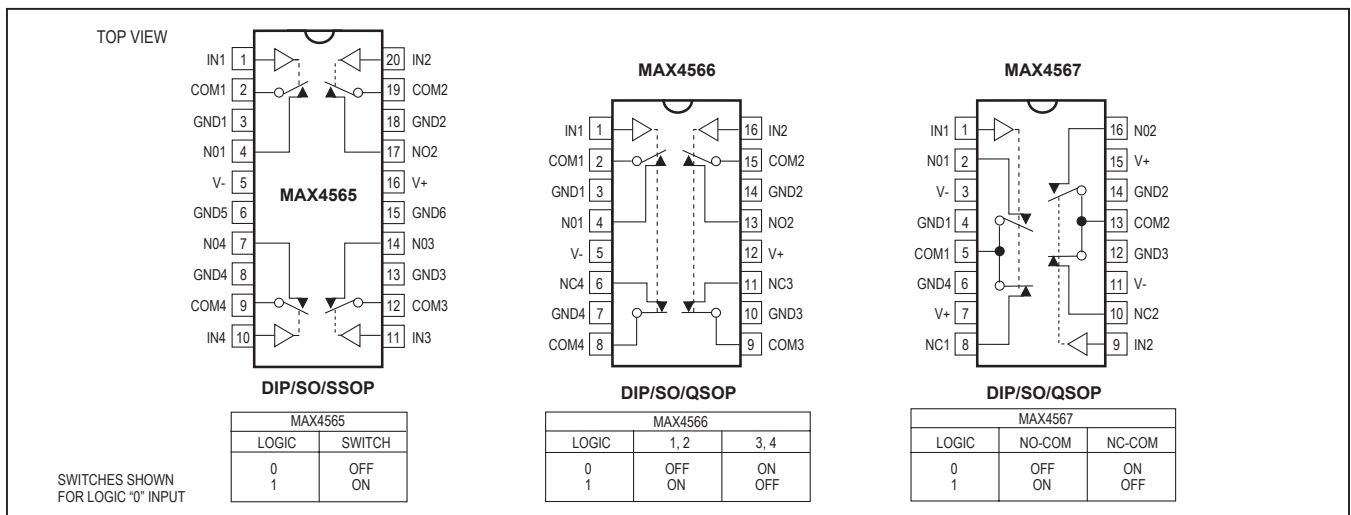 TOP VIEW
IN1 1
20 IN2
COM1 2
19 COM2
GND1 3
18 GND2
N01 4
17 NO2
V- 5
16 V+
MAX4565
GND5 6
15 GND6
N04 7
14 N03
GND4 8
13 GND3
COM4 9
12 COM3
IN4 10
11 IN3
DIP/SO/SSOP
MAX4565
LOGIC SWITCH
0 OFF
1 ON
SWITCHES SHOWN
FOR LOGIC “0” INPUT
MAX4566
IN1 1
16 IN2
COM1 2
15 COM2
GND1 3
14 GND2
N01 4
13 NO2
V- 5
12 V+
NC4 6
11 NC3
GND4 7
10 GND3
COM4 8
9 COM3
DIP/SO/QSOP
MAX4566
LOGIC 1, 2 3, 4
0 OFF ON
1 ON OFF
MAX4567
IN1 1
16 N02
N01 2
15 V+
V- 3
14 GND2
GND1 4
13 COM2
COM1 5
12 GND3
GND4 6
11 V-
V+ 7
10 NC2
NC1 8
9 IN2
DIP/SO/QSOP
MAX4567
LOGIC NO-COM NC-COM
0 OFF ON
1 ON OFF